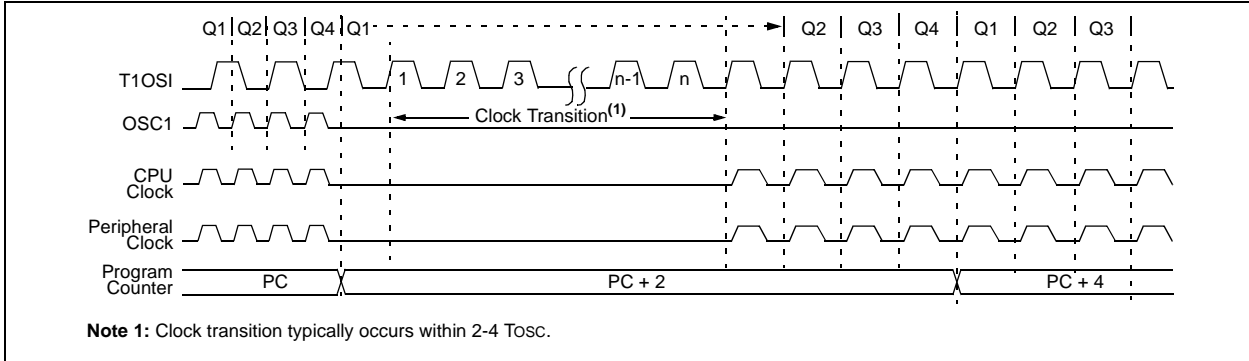 Q1 Q2 Q3 Q4 Q1 Q2 Q3 Q4 Q1 Q2 Q3
T1OSI 1 2 3 n-1 n
Clock Transition(1)
OSC1
CPU
Clock
Peripheral
Clock
Program
Counter
PC PC + 2 PC + 4
Note 1: Clock transition typically occurs within 2-4 TOSC.